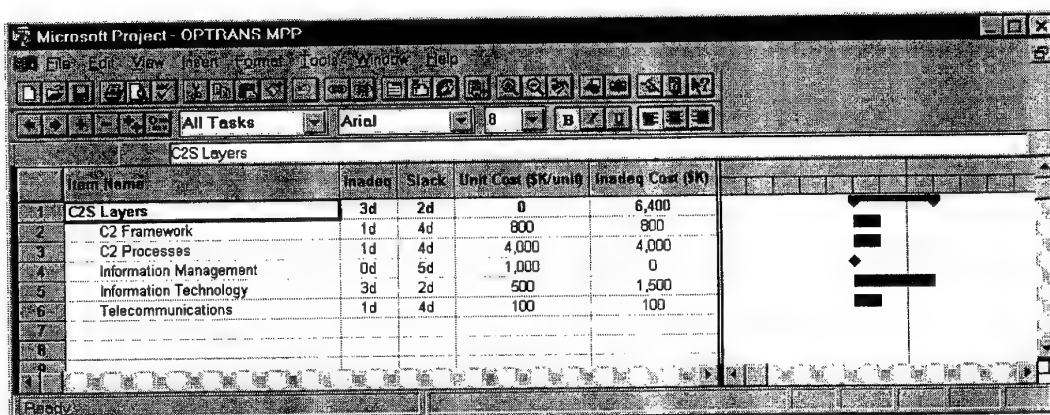 Microsoft Project - OPTRANS MPP
File Edit View Insert Format Tools Window Help
All Tasks Arial 8 B I U
C2S Layers
Item Name Inadeq Slack Unit Cost ($K/unit) Inadeq Cost ($K)
1 C2S Layers 3d 2d 0 6,400
2 C2 Framework 1d 4d 800 800
3 C2 Processes 1d 4d 4,000 4,000
4 Information Management 0d 5d 1,000 0
5 Information Technology 3d 2d 500 1,500
6 Telecommunications 1d 4d 100 100
7
8
9
Ready